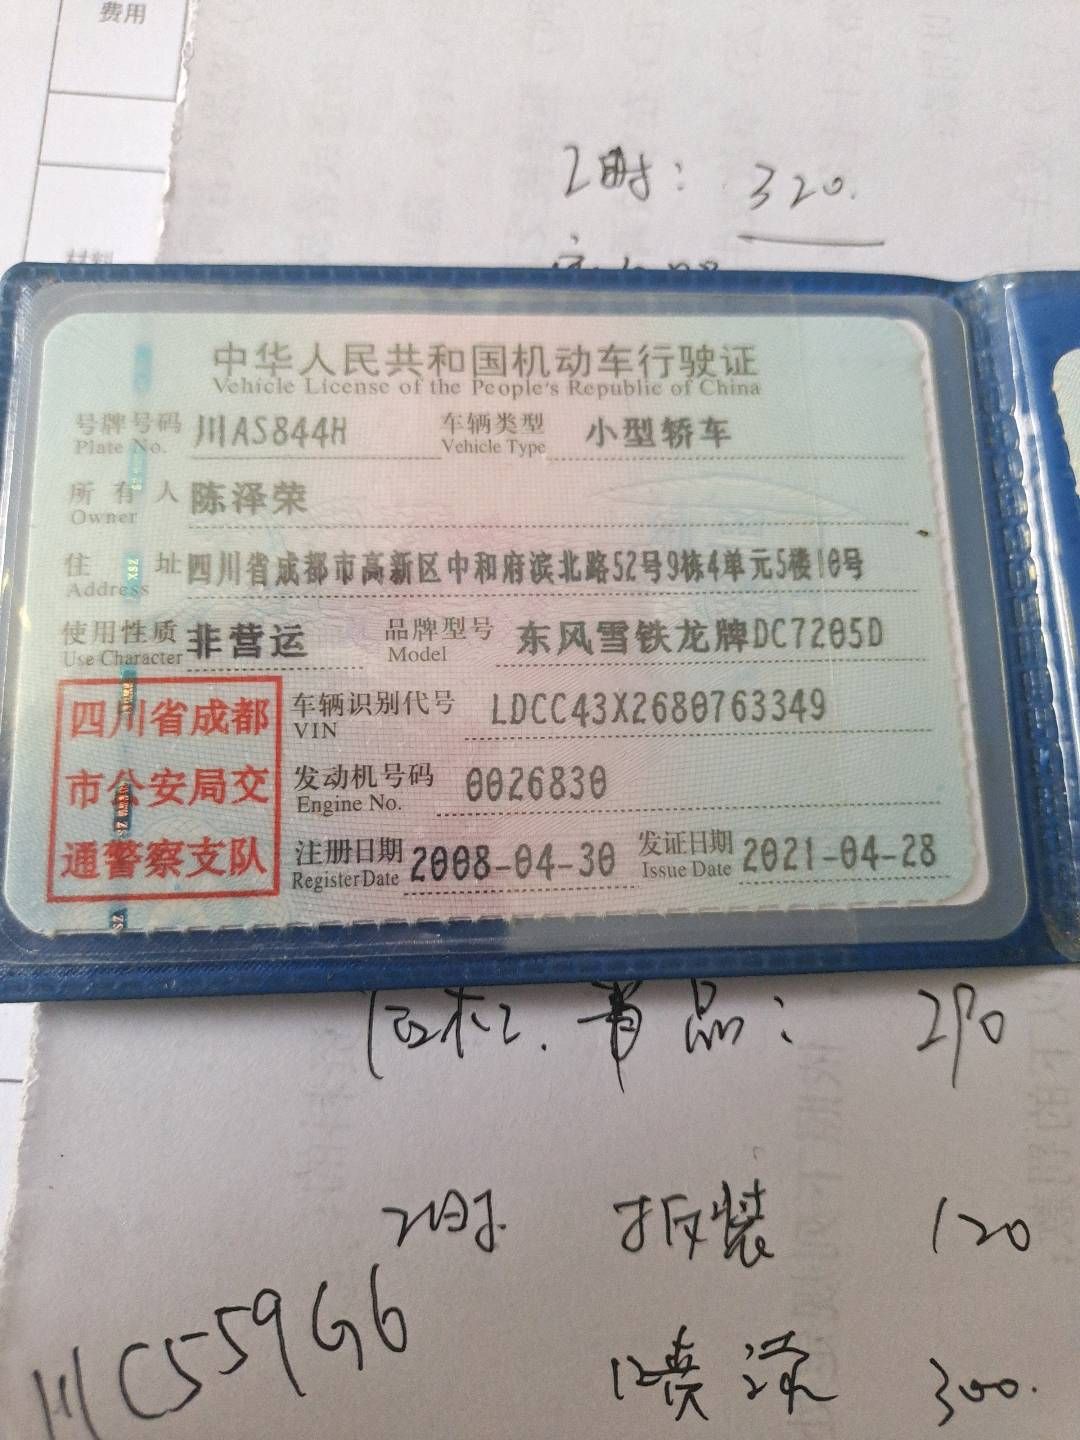 费用
工时: 320.
材料
中华人民共和国机动车行驶证
Vehicle License of the People's Republic of China
号牌号码 川AS844H 车辆类型 小型轿车
Plate No. Vehicle Type
所有人 陈泽荣
Owner
住址 四川省成都市高新区中和府滨北路52号9栋4单元5楼10号
Address
使用性质 非营运 品牌型号 东风雪铁龙牌DC7205D
Use Character Model
四川省成都
市公安局交
通警察支队
车辆识别代号 LDCC43X2680763349
VIN
发动机号码 0026830
Engine No.
注册日期 2008-04-30 发证日期 2021-04-28
Register Date Issue Date
品: 290
工时 拆装 120
川C559G6
喷漆 300.